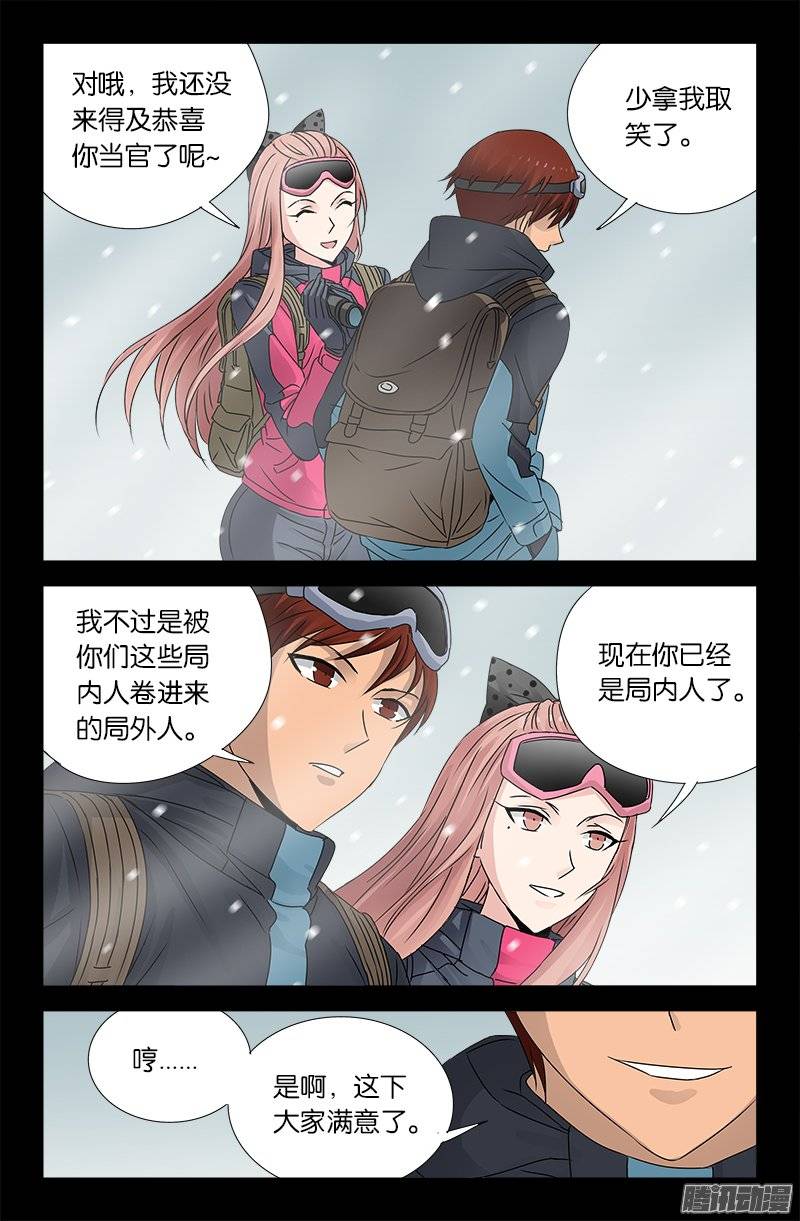 对哦，我还没
来得及恭喜
你当官了呢~
少拿我取
笑了。
我不过是被
你们这些局
内人卷进来
的局外人。
现在你已经
是局内人了。
哼……
是啊，这下
大家满意了。
腾讯动漫